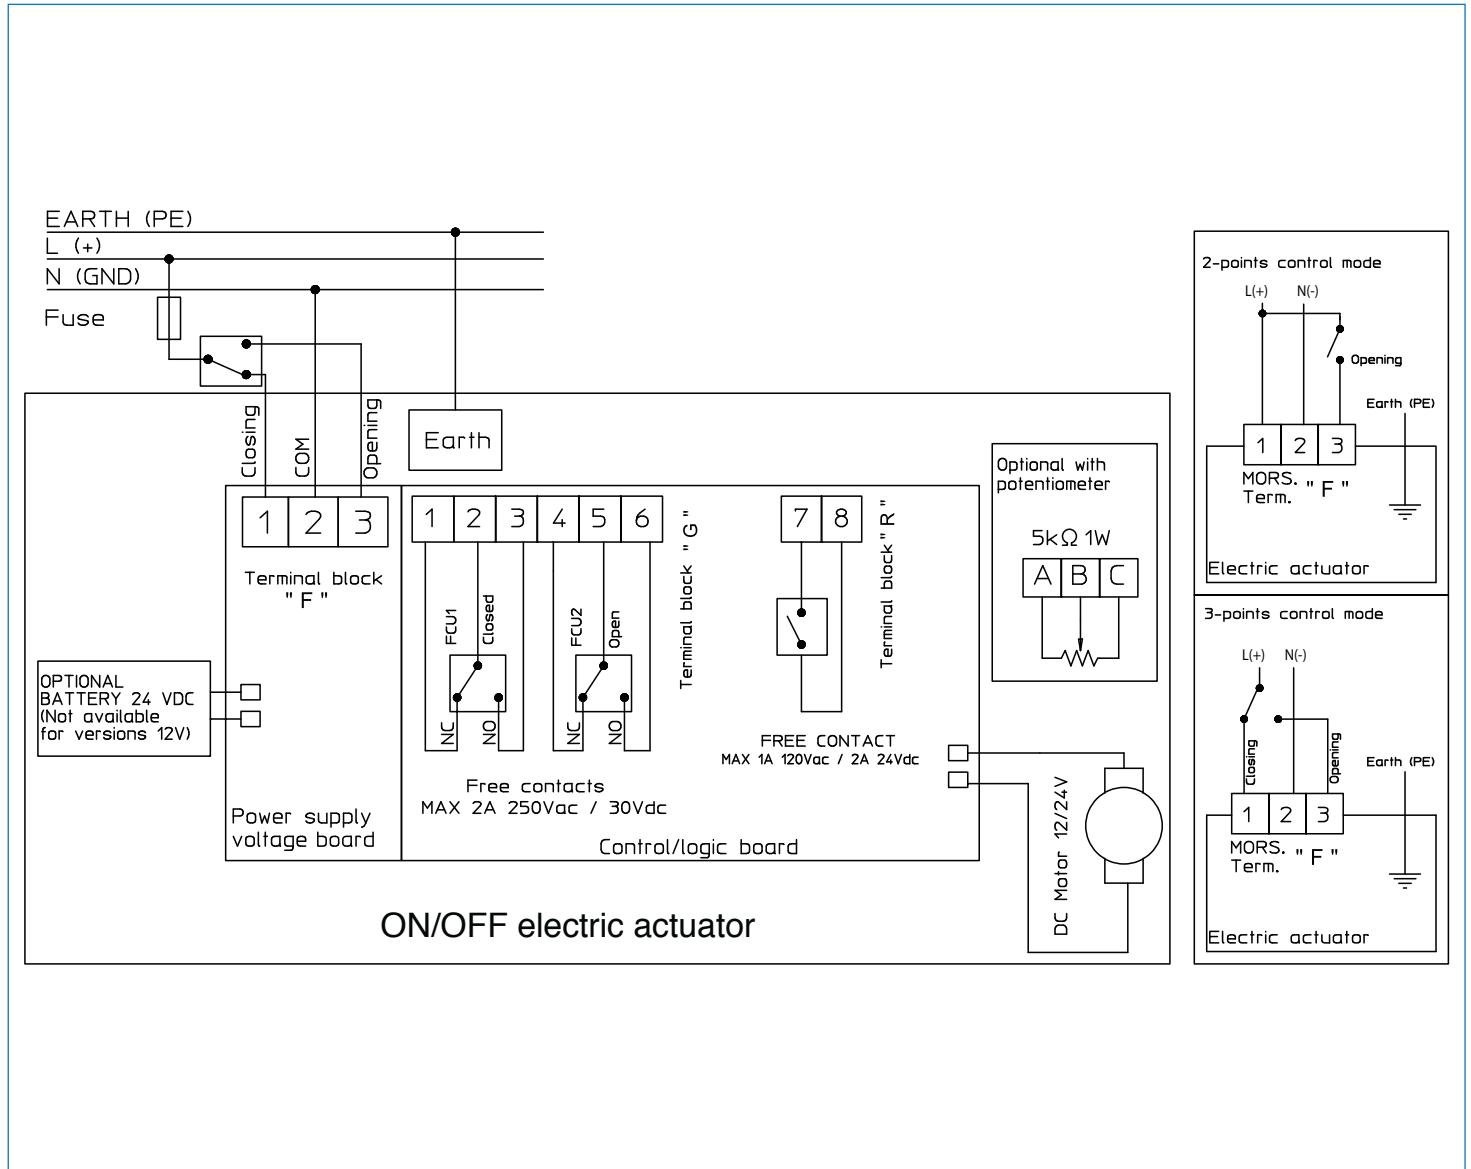 EARTH (PE)
L (+)
N (GND)
Fuse
Closing
COM
Opening
Earth
1 2 3
Terminal block
" F "
OPTIONAL
BATTERY 24 VDC
(Not available
for versions 12V)
Power supply
voltage board
1 2 3 4 5 6
Terminal block " G "
FCU1
Closed
FCU2
Open
NC
NO
NC
NO
Free contacts
MAX 2A 250Vac / 30Vdc
7 8
Terminal block " R "
FREE CONTACT
MAX 1A 120Vac / 2A 24Vdc
Control/logic board
Optional with
potentiometer
5kΩ 1W
A B C
DC Motor 12/24V
ON/OFF electric actuator
2-points control mode
L(+) N(-)
Opening
Earth (PE)
1 2 3
MORS. " F "
Term.
Electric actuator
3-points control mode
L(+) N(-)
Closing
Opening
Earth (PE)
1 2 3
MORS. " F "
Term.
Electric actuator